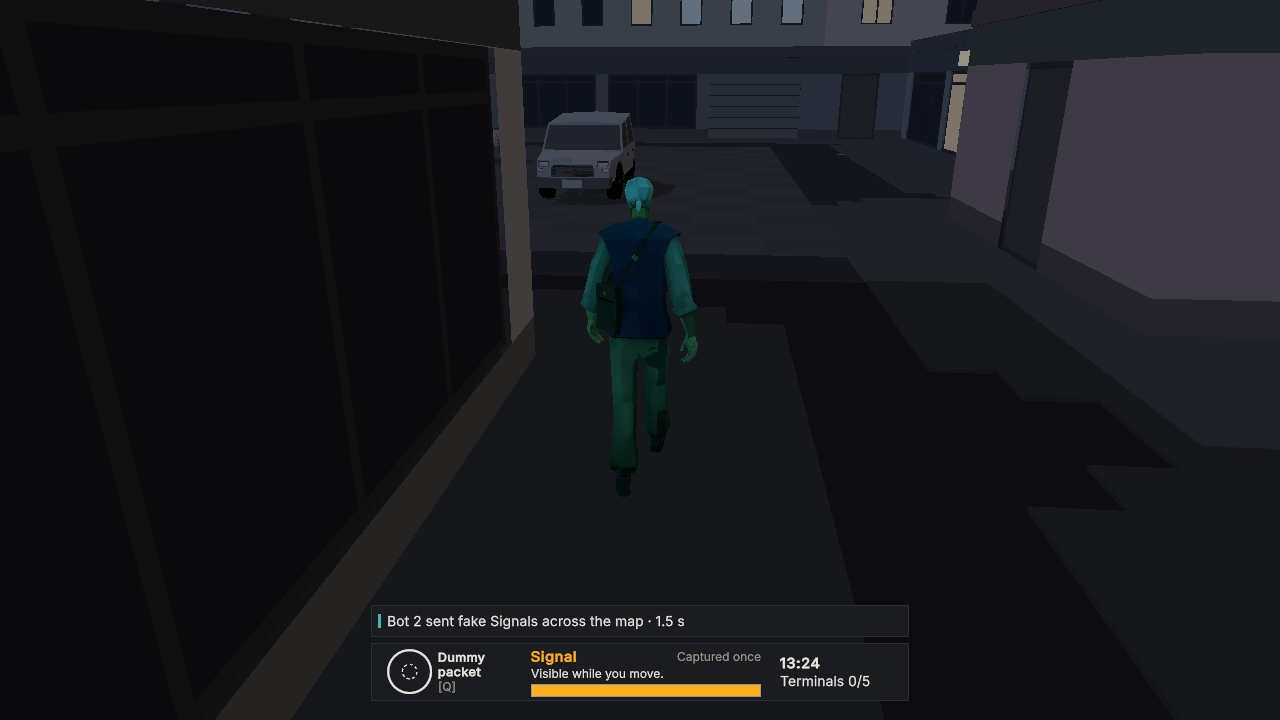 Bot 2 sent fake Signals across the map · 1.5 s
Dummy packet
[Q]
Signal
Captured once
Visible while you move.
13:24
Terminals 0/5